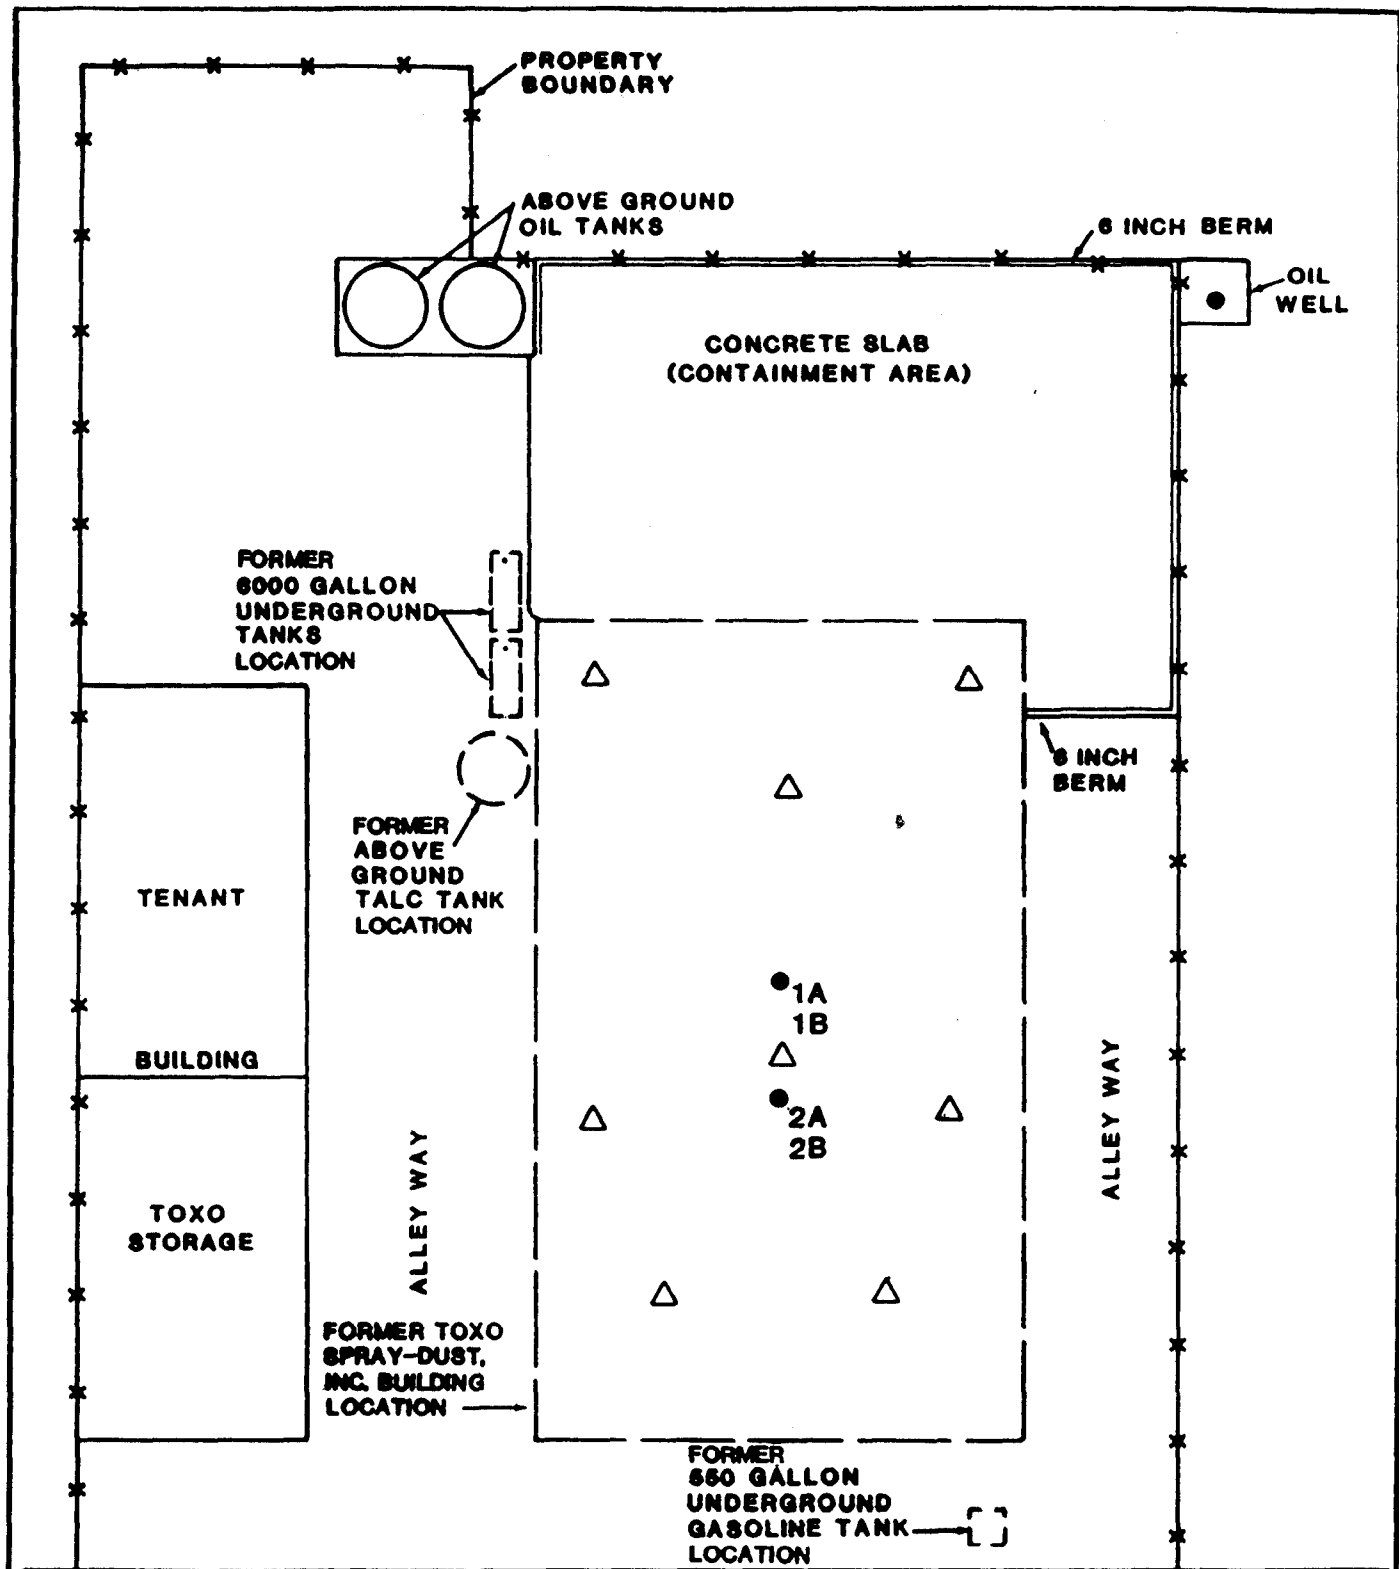 PROPERTY
BOUNDARY
ABOVE GROUND
OIL TANKS
6 INCH BERM
OIL
WELL
CONCRETE SLAB
(CONTAINMENT AREA)
FORMER
6000 GALLON
UNDERGROUND
TANKS
LOCATION
6 INCH
BERM
FORMER
ABOVE
GROUND
TALC TANK
LOCATION
TENANT
BUILDING
1A
1B
2A
2B
ALLEY WAY
ALLEY WAY
TOXO
STORAGE
FORMER TOXO
SPRAY-DUST,
INC. BUILDING
LOCATION
FORMER
550 GALLON
UNDERGROUND
GASOLINE TANK
LOCATION